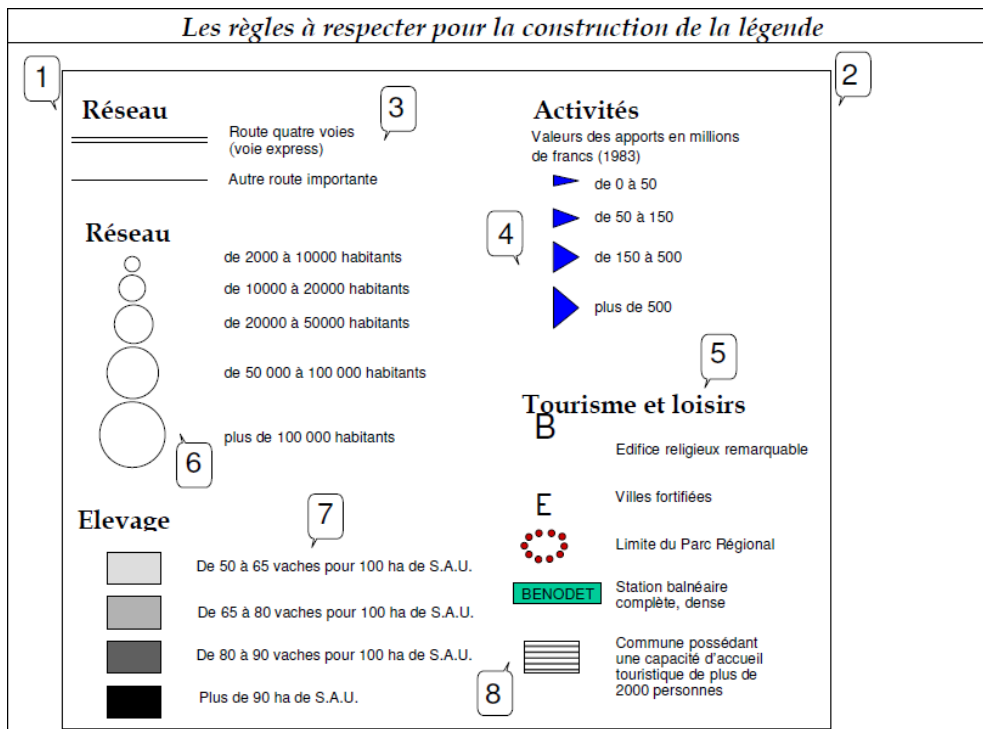 Les règles à respecter pour la construction de la légende
1
2
Réseau
3
Route quatre voies
(voie express)
Autre route importante
Réseau
de 2000 à 10000 habitants
de 10000 à 20000 habitants
de 20000 à 50000 habitants
de 50 000 à 100 000 habitants
plus de 100 000 habitants
6
Elevage
7
De 50 à 65 vaches pour 100 ha de S.A.U.
De 65 à 80 vaches pour 100 ha de S.A.U.
De 80 à 90 vaches pour 100 ha de S.A.U.
Plus de 90 ha de S.A.U.
Activités
Valeurs des apports en millions
de francs (1983)
de 0 à 50
de 50 à 150
4
de 150 à 500
plus de 500
5
Tourisme et loisirs
B
Edifice religieux remarquable
E
Villes fortifiées
Limite du Parc Régional
BENODET
Station balnéaire
complète, dense
Commune possédant
une capacité d'accueil
touristique de plus de
2000 personnes
8